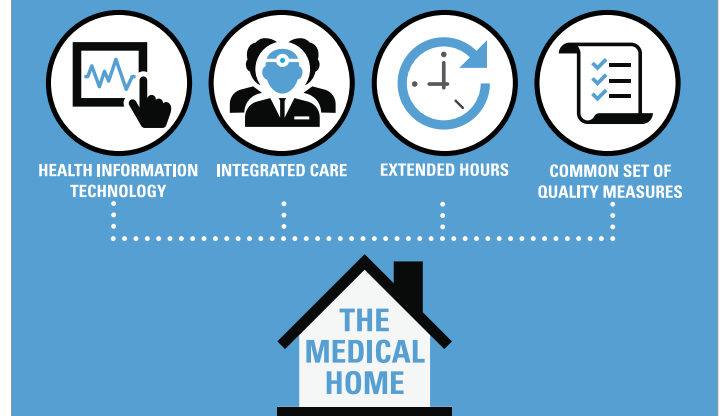 HEALTH INFORMATION
TECHNOLOGY
INTEGRATED CARE
EXTENDED HOURS
COMMON SET OF
QUALITY MEASURES
THE
MEDICAL
HOME